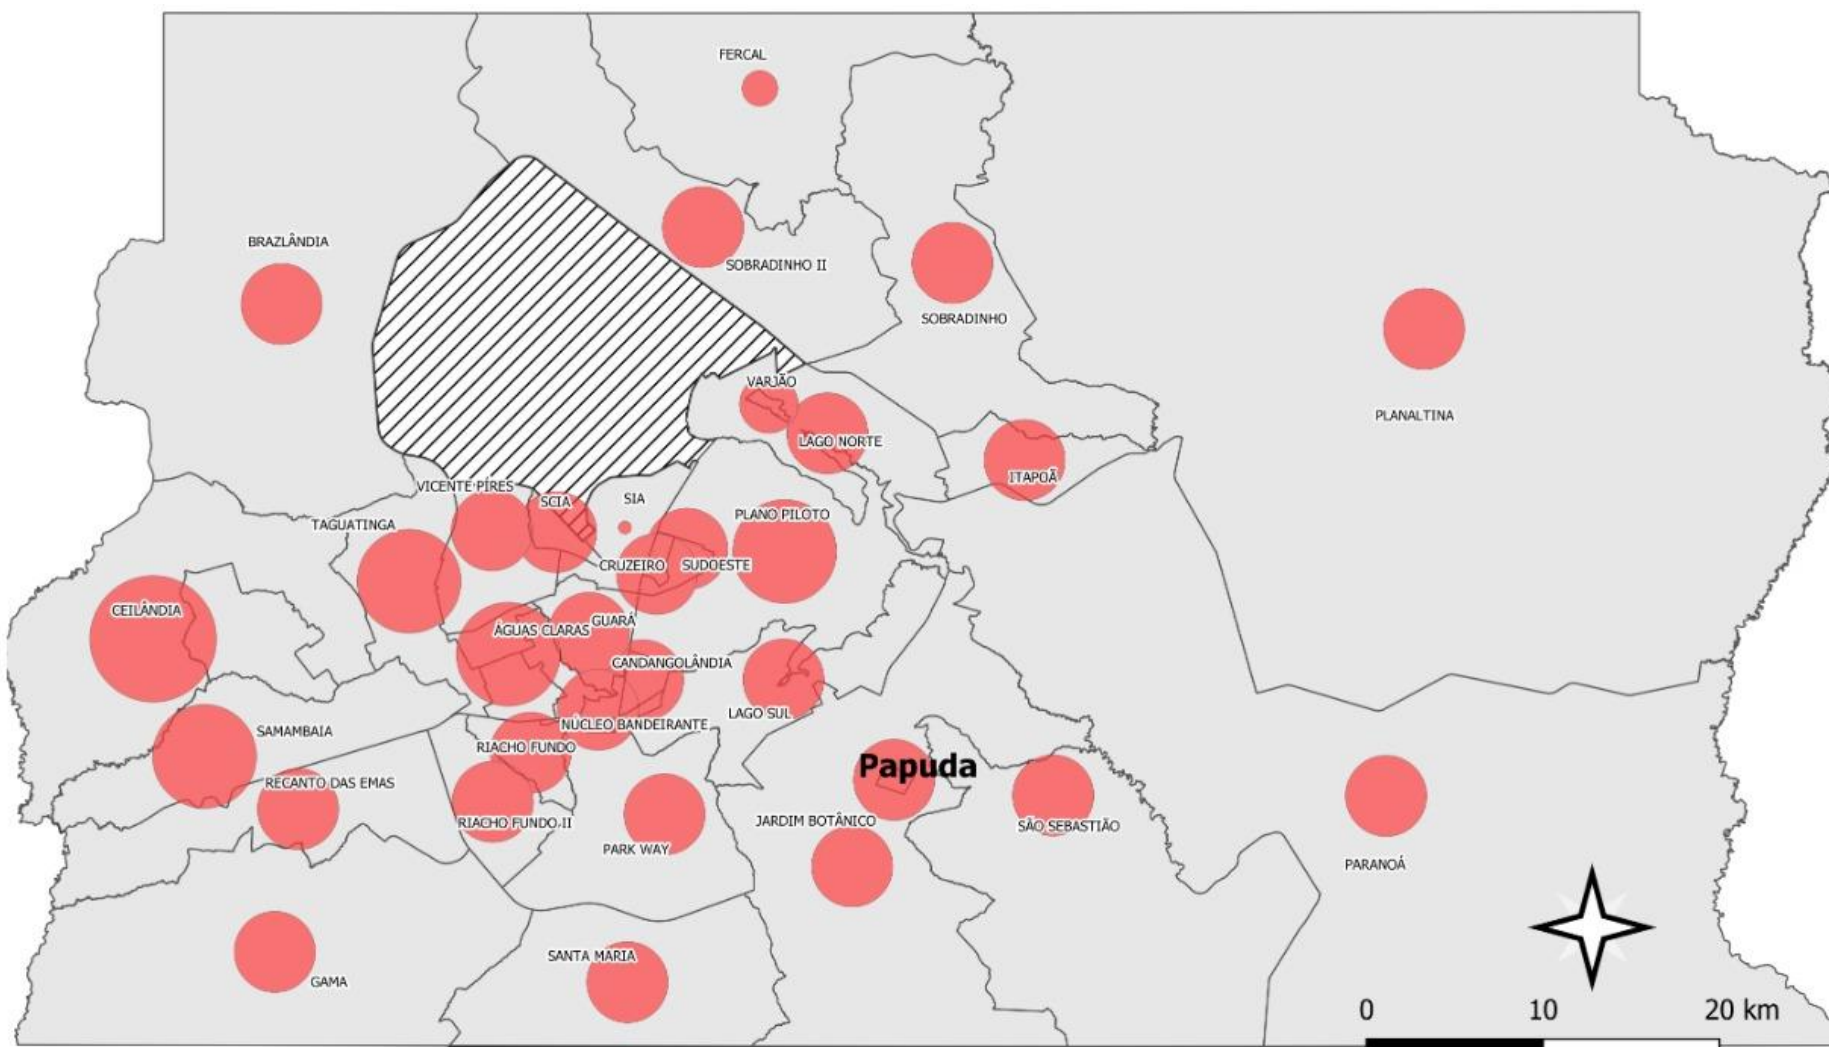 FERCAL
BRAZLÂNDIA
SOBRADINHO II
SOBRADINHO
VARJÃO
PLANALTINA
LAGO NORTE
ITAPOÃ
VICENTE PIRES
SCIA
SIA
PLANO PILOTO
TAGUATINGA
CRUZEIRO
SUDOESTE
CEILÂNDIA
ÁGUAS CLARAS
GUARÁ
CANDANGOLÂNDIA
LAGO SUL
NÚCLEO BANDEIRANTE
SAMAMBAIA
RIACHO FUNDO
Papuda
RECANTO DAS EMAS
RIACHO FUNDO II
JARDIM BOTÂNICO
SÃO SEBASTIÃO
PARK WAY
PARANOÁ
SANTA MARIA
GAMA
0 10 20 km